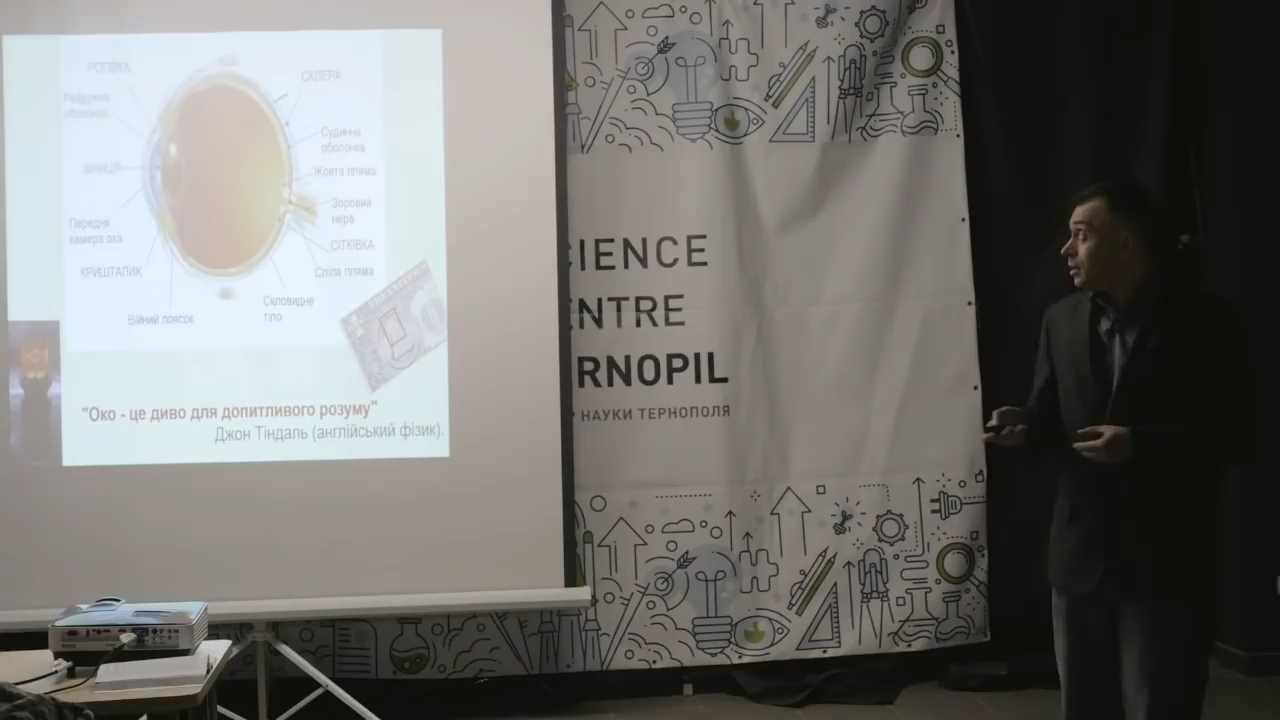 РОГІВКА
СКЛЕРА
Райдужна
оболонка
Судинна
оболонка
ЗІНИЦЯ
Жовта пляма
Зоровий
нерв
Передня
камера ока
СІТКІВКА
КРИШТАЛИК
Сліпа пляма
Скловидне
тіло
Війний поясок
"Око - це диво для допитливого розуму"
Джон Тіндаль (англійський фізик).
CIENCE
ENTRE
RNOPIL
НАУКИ ТЕРНОПОЛЯ